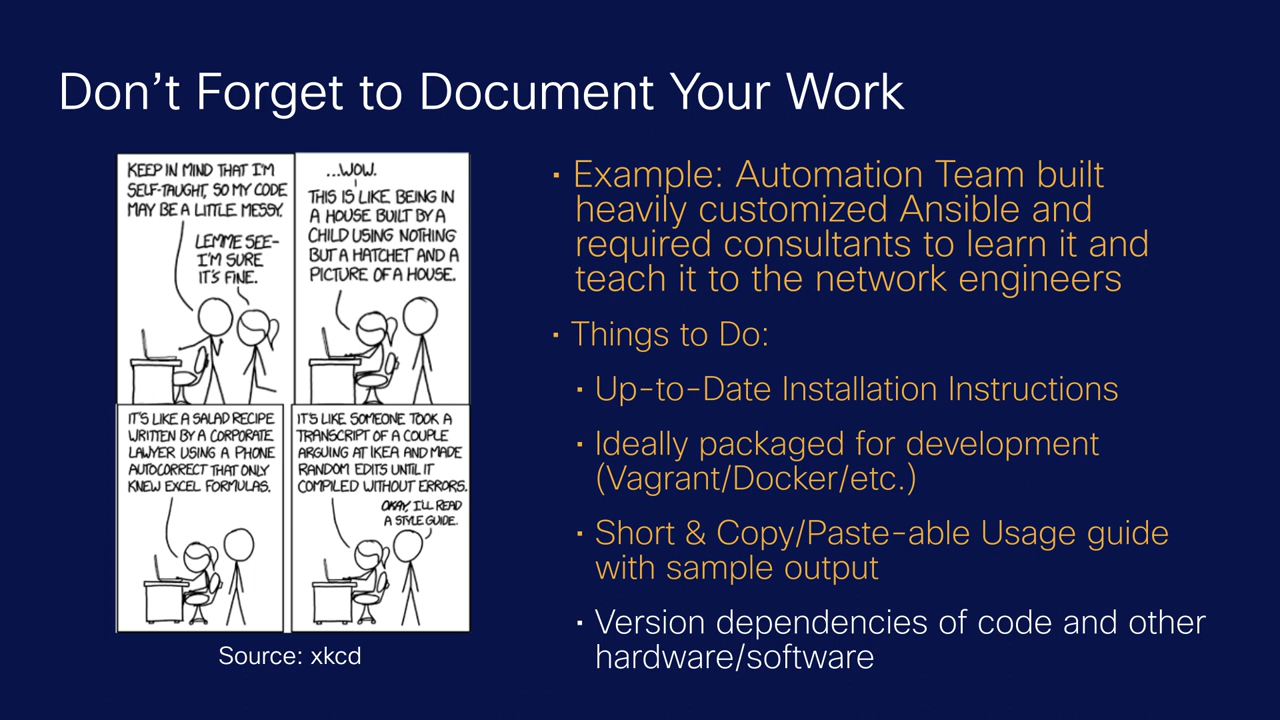 Don't Forget to Document Your Work
KEEP IN MIND THAT I'M
SELF-TAUGHT, SO MY CODE
MAY BE A LITTLE MESSY.
LEMME SEE-
I'M SURE
IT'S FINE.
...WOW.
THIS IS LIKE BEING IN
A HOUSE BUILT BY A
CHILD USING NOTHING
BUT A HATCHET AND A
PICTURE OF A HOUSE.
IT'S LIKE A SALAD RECIPE
WRITTEN BY A CORPORATE
LAWYER USING A PHONE
AUTOCORRECT THAT ONLY
KNEW EXCEL FORMULAS.
IT'S LIKE SOMEONE TOOK A
TRANSCRIPT OF A COUPLE
ARGUING AT IKEA AND MADE
RANDOM EDITS UNTIL IT
COMPILED WITHOUT ERRORS.
OKAY, I'LL READ
A STYLE GUIDE.
Source: xkcd
· Example: Automation Team built
heavily customized Ansible and
required consultants to learn it and
teach it to the network engineers
· Things to Do:
· Up-to-Date Installation Instructions
· Ideally packaged for development
(Vagrant/Docker/etc.)
· Short & Copy/Paste-able Usage guide
with sample output
· Version dependencies of code and other
hardware/software